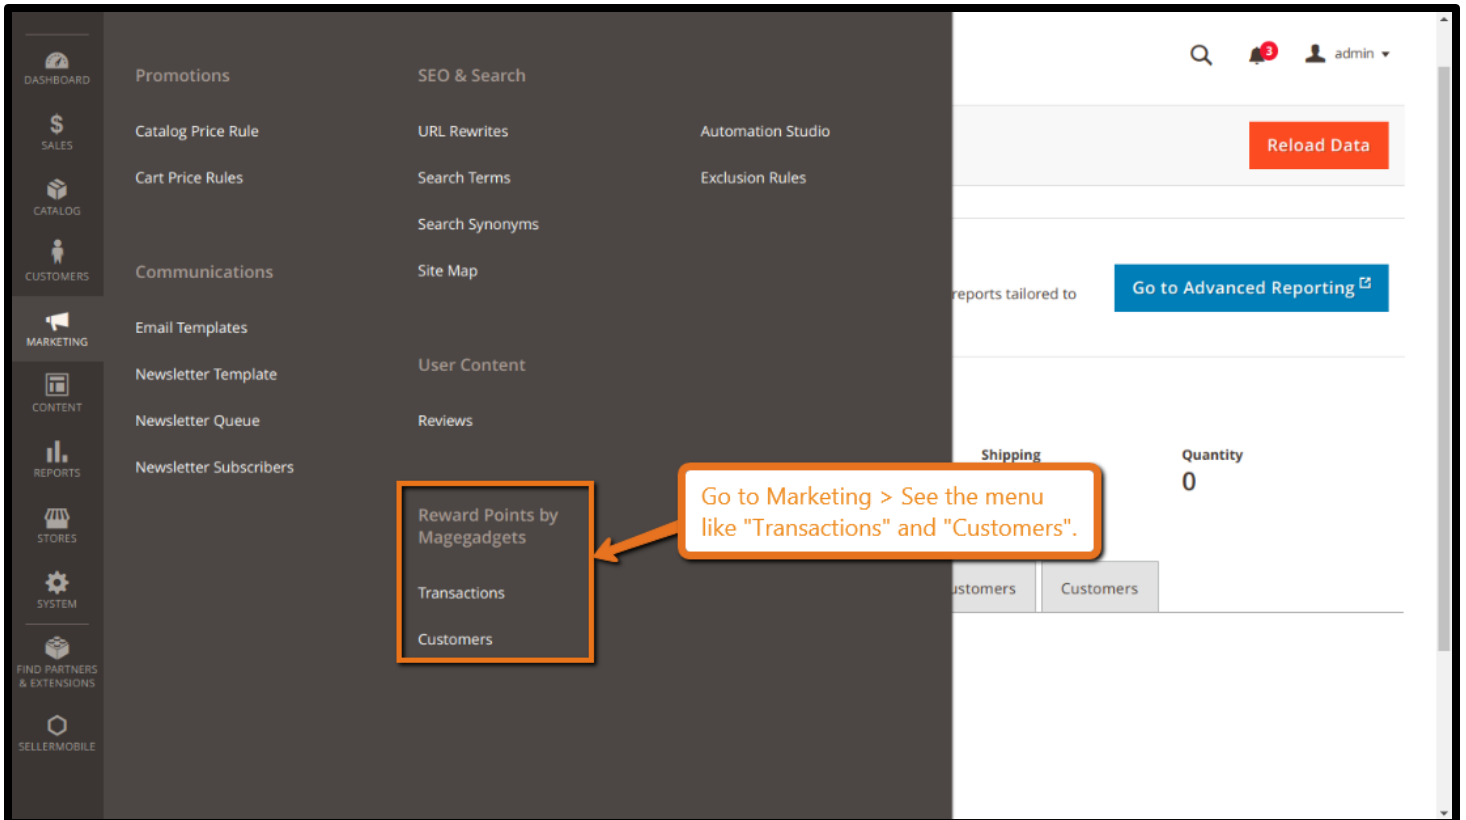 DASHBOARD
SALES
CATALOG
CUSTOMERS
MARKETING
CONTENT
REPORTS
STORES
SYSTEM
FIND PARTNERS
& EXTENSIONS
SELLERMOBILE
Promotions
Catalog Price Rule
Cart Price Rules
Communications
Email Templates
Newsletter Template
Newsletter Queue
Newsletter Subscribers
SEO & Search
URL Rewrites
Search Terms
Search Synonyms
Site Map
User Content
Reviews
Reward Points by
Magegadgets
Transactions
Customers
Automation Studio
Exclusion Rules
Go to Marketing > See the menu
like "Transactions" and "Customers".
3
admin
Reload Data
reports tailored to
Go to Advanced Reporting
Shipping
Quantity
0
ustomers
Customers